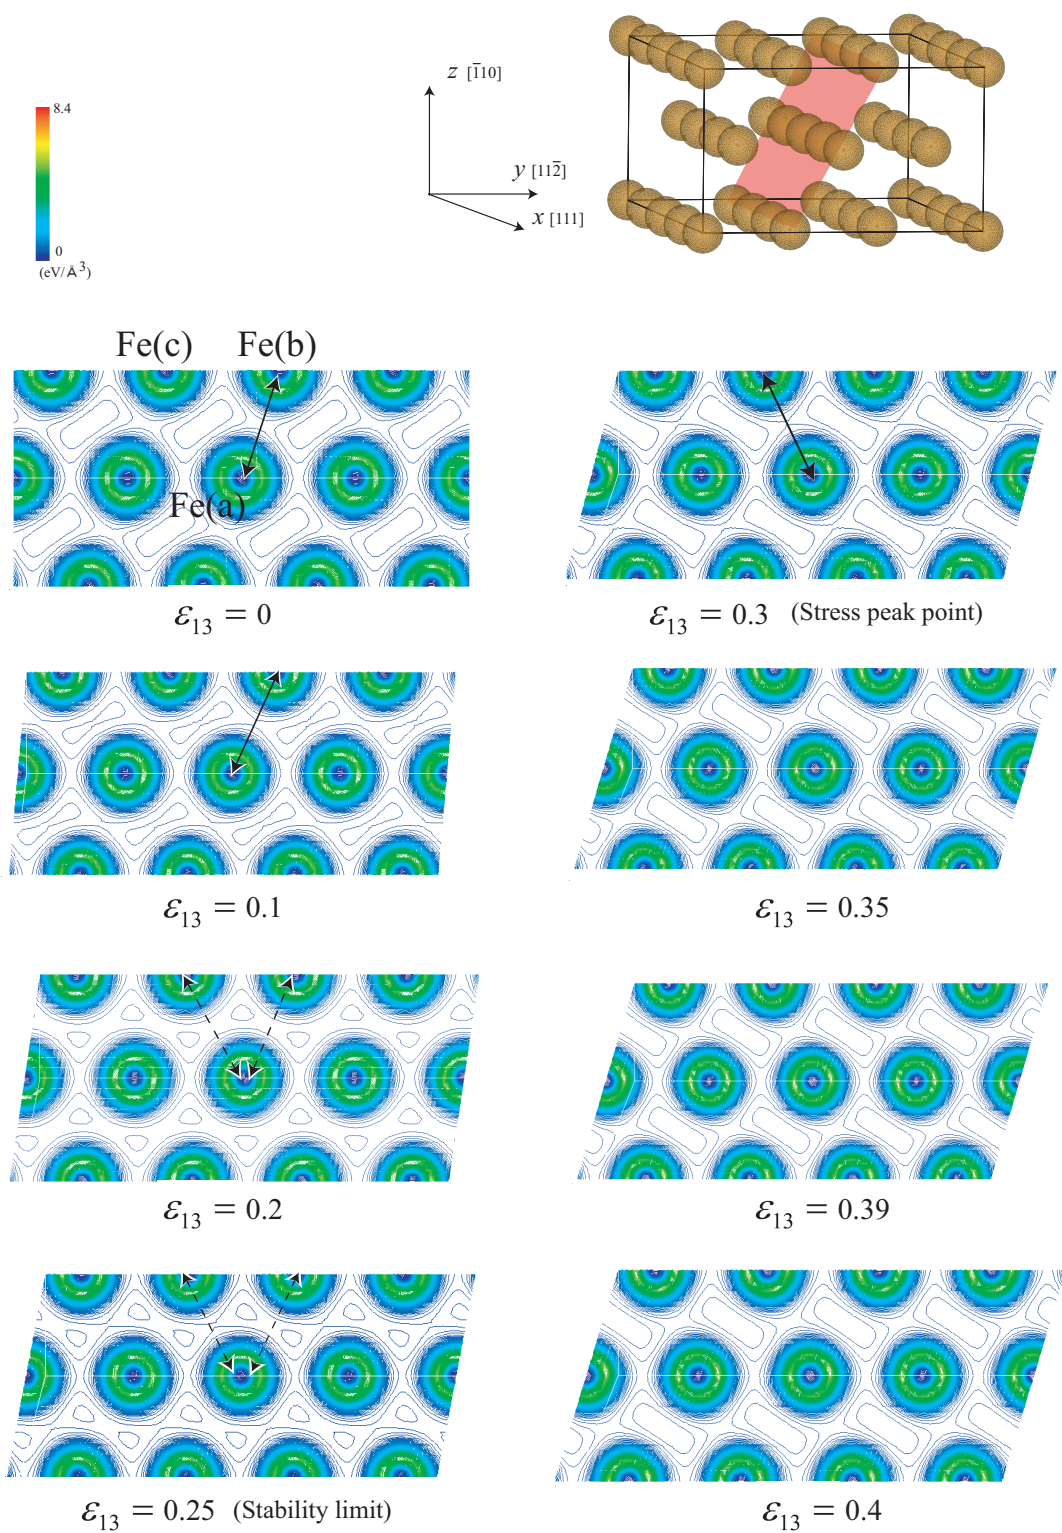 8.4
0
(eV/Å³)
z [1̄10]
y [112̄]
x [111]
Fe(c) Fe(b)
Fe(a)
ε₁₃ = 0
ε₁₃ = 0.3 (Stress peak point)
ε₁₃ = 0.1
ε₁₃ = 0.35
ε₁₃ = 0.2
ε₁₃ = 0.39
ε₁₃ = 0.25 (Stability limit)
ε₁₃ = 0.4